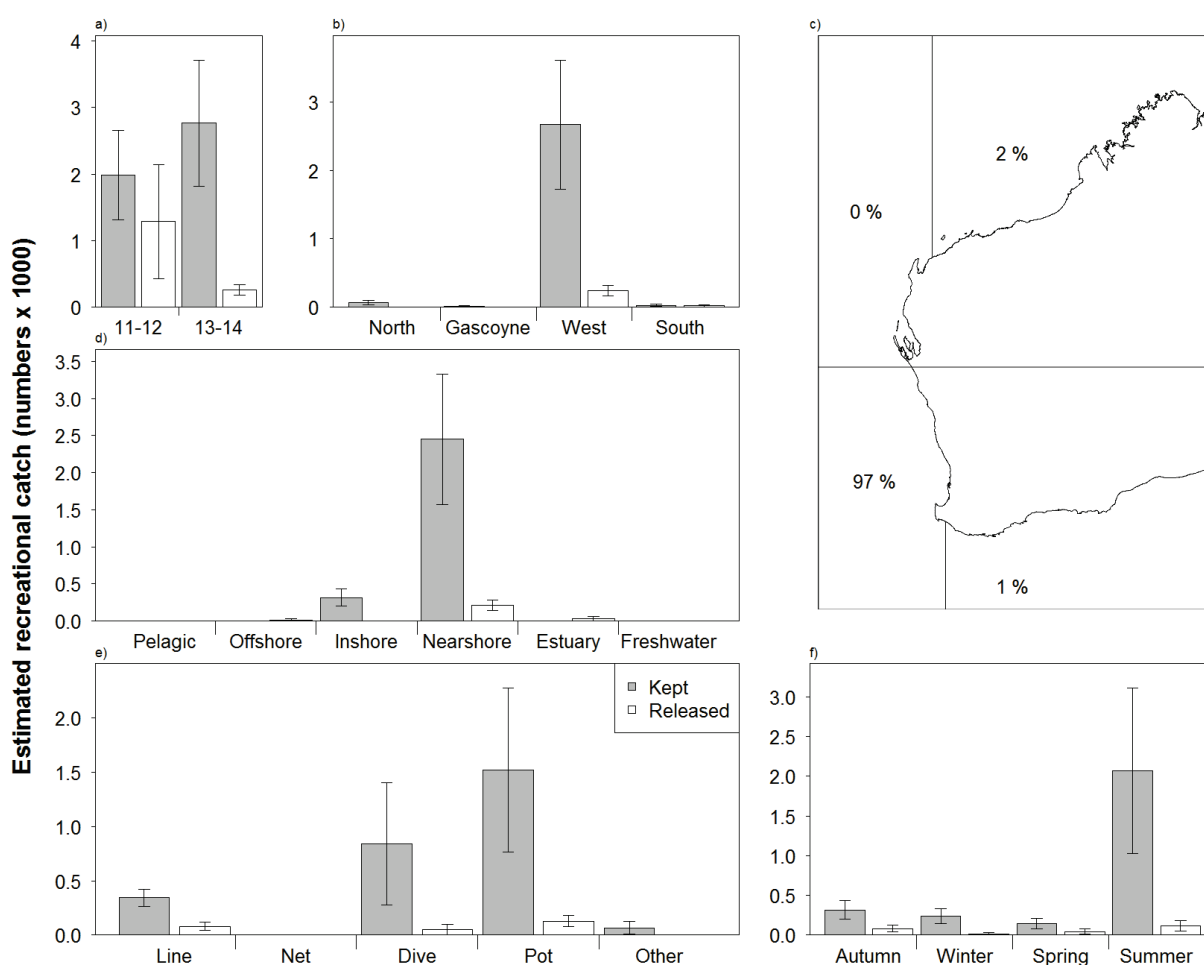 Estimated recreational catch (numbers x 1000)
a)
4
3
2
1
0
11-12 13-14
b)
3
2
1
0
North Gascoyne West South
c)
2 %
0 %
97 %
1 %
d)
3.5
3.0
2.5
2.0
1.5
1.0
0.5
0.0
Pelagic Offshore Inshore Nearshore Estuary Freshwater
e)
Kept
Released
2.0
1.5
1.0
0.5
0.0
Line Net Dive Pot Other
f)
3.0
2.5
2.0
1.5
1.0
0.5
0.0
Autumn Winter Spring Summer